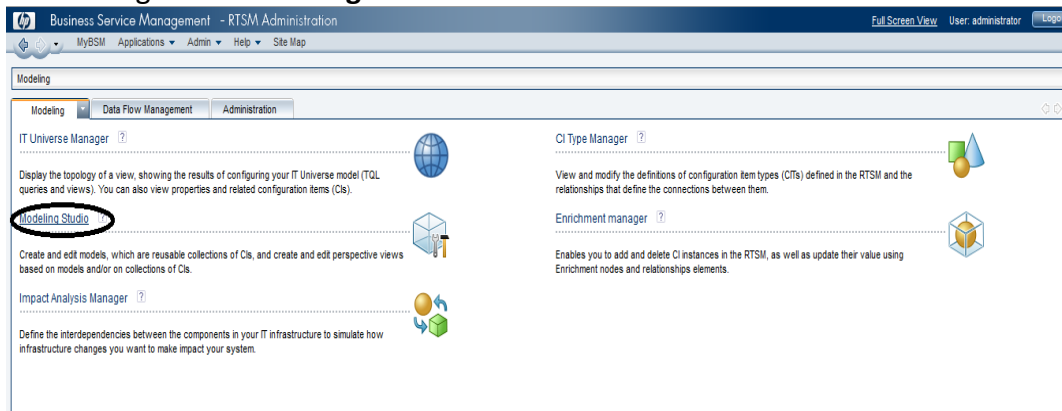 Business Service Management - RTSM Administration
Full Screen View User: administrator Logo
MyBSM Applications Admin Help Site Map
Modeling
Modeling Data Flow Management Administration
IT Universe Manager ?
Display the topology of a view, showing the results of configuring your IT Universe model (TQL
queries and views). You can also view properties and related configuration items (CIs).
Modeling Studio ?
Create and edit models, which are reusable collections of CIs, and create and edit perspective views
based on models and/or on collections of CIs.
Impact Analysis Manager ?
Define the interdependencies between the components in your IT infrastructure to simulate how
infrastructure changes you want to make impact your system.
CI Type Manager ?
View and modify the definitions of configuration item types (CITs) defined in the RTSM and the
relationships that define the connections between them.
Enrichment manager ?
Enables you to add and delete CI instances in the RTSM, as well as update their value using
Enrichment nodes and relationships elements.